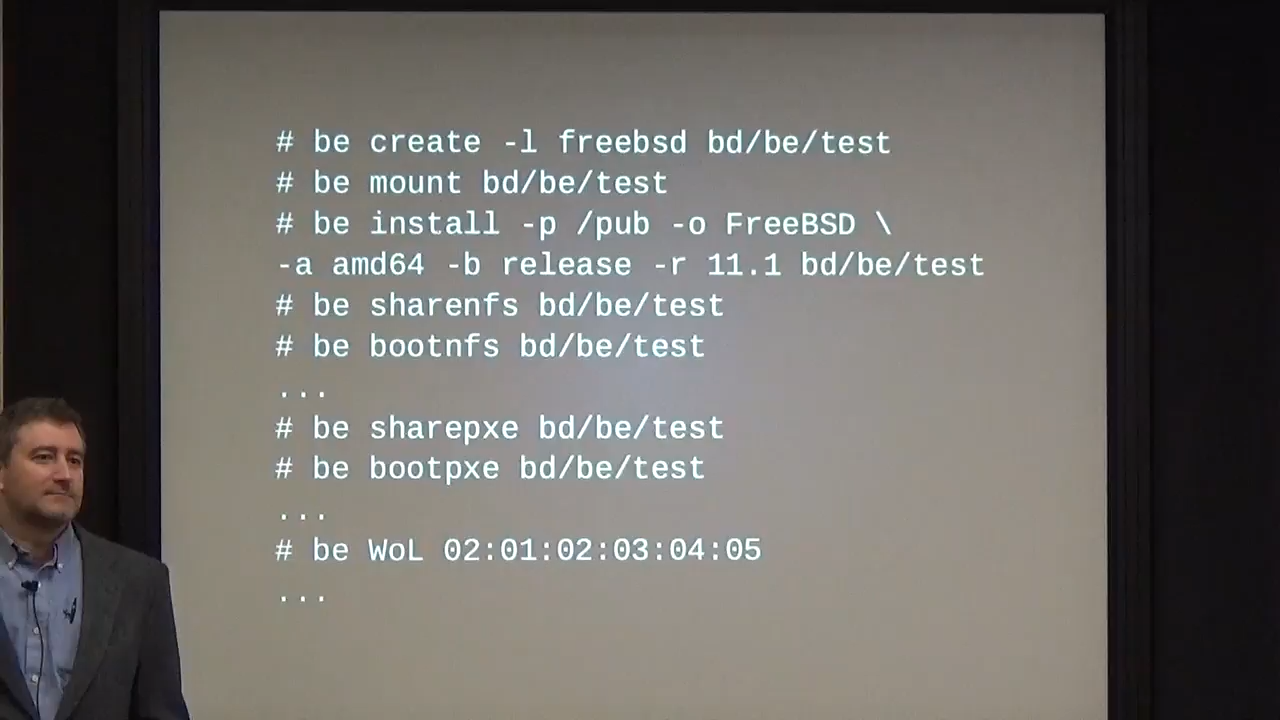 # be create -l freebsd bd/be/test
# be mount bd/be/test
# be install -p /pub -o FreeBSD \
-a amd64 -b release -r 11.1 bd/be/test
# be sharenfs bd/be/test
# be bootnfs bd/be/test
...
# be sharepxe bd/be/test
# be bootpxe bd/be/test
...
# be WoL 02:01:02:03:04:05
...